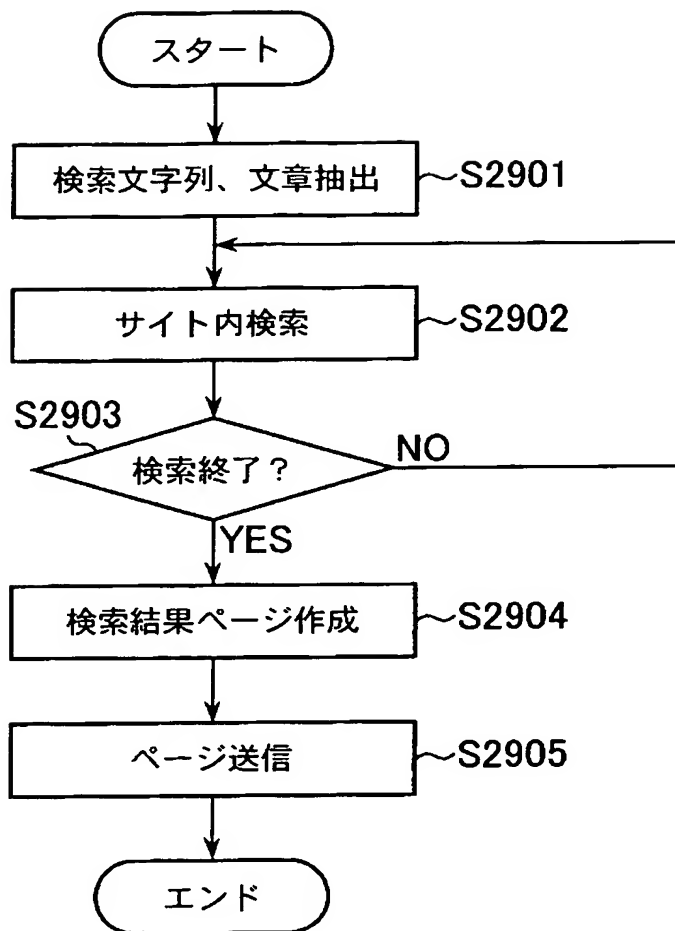 スタート
検索文字列、文章抽出
S2901
サイト内検索
S2902
S2903
検索終了？
NO
YES
検索結果ページ作成
S2904
ページ送信
S2905
エンド